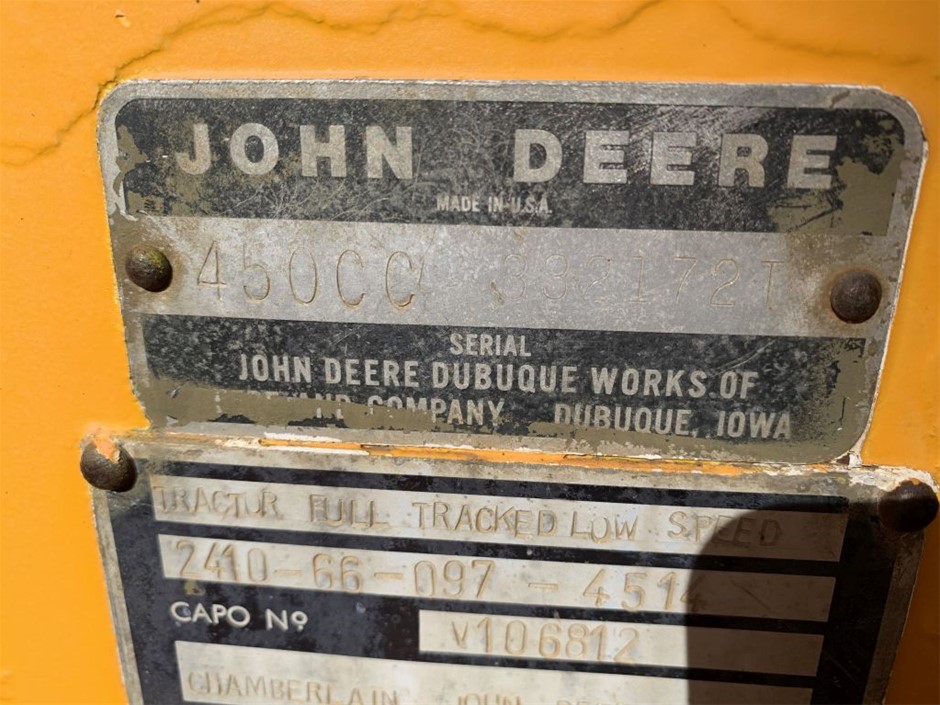 JOHN DEERE
MADE IN U.S.A.
450CC
SERIAL
JOHN DEERE DUBUQUE WORKS OF
COMPANY DUBUQUE, IOWA
TRACTOR FULL TRACKED LOW SPEED
2410-66-097-4514
CAPO Nº
V106812
CHAMBERLAIN JOHN